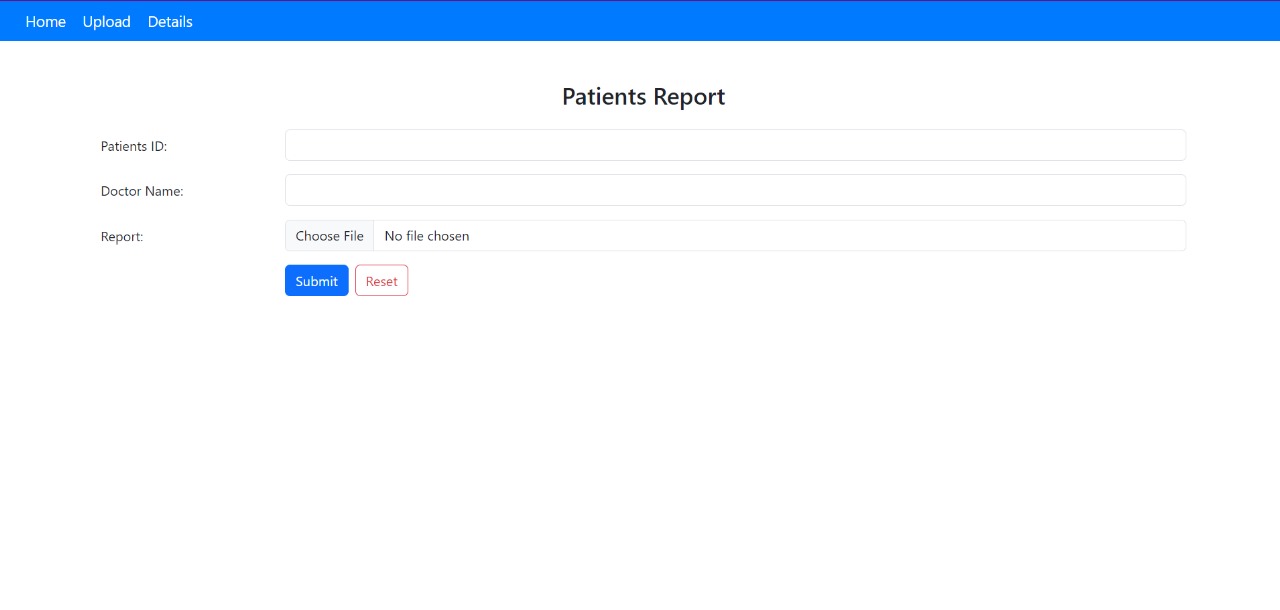 Home Upload Details
Patients Report
Patients ID:
Doctor Name:
Report: Choose File No file chosen
Submit Reset